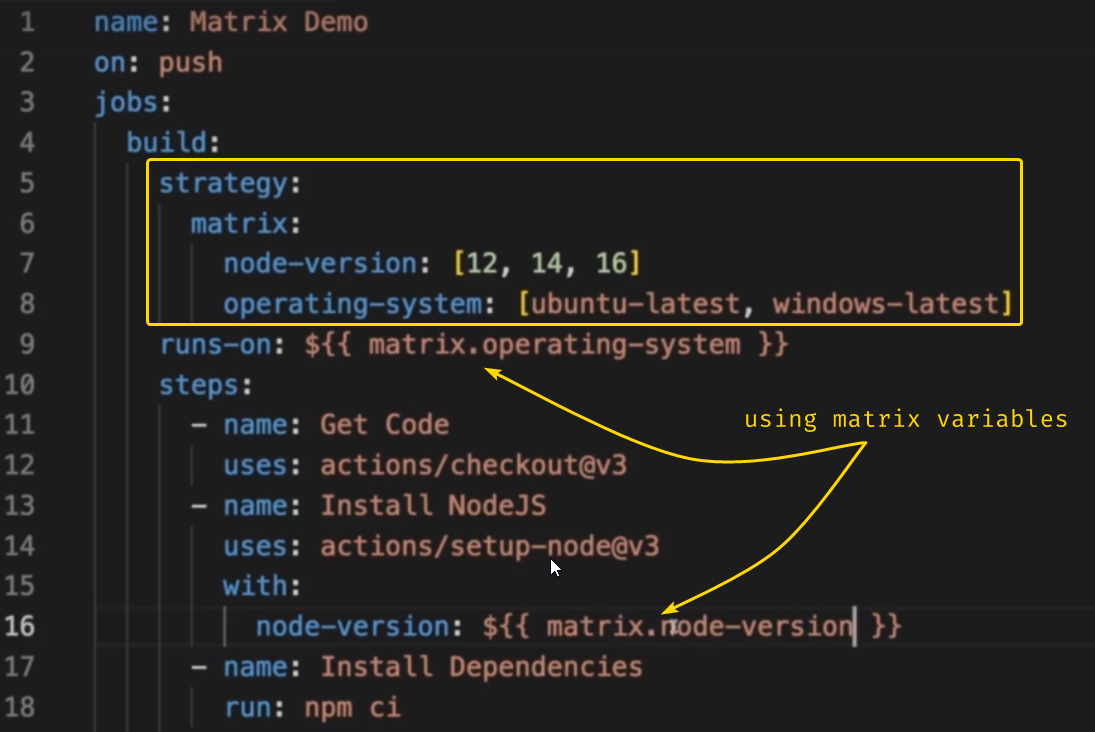 1 name: Matrix Demo
2 on: push
3 jobs:
4 build:
5 strategy:
6 matrix:
7 node-version: [12, 14, 16]
8 operating-system: [ubuntu-latest, windows-latest]
9 runs-on: ${{ matrix.operating-system }}
10 steps:
11 - name: Get Code
using matrix variables
12 uses: actions/checkout@v3
13 - name: Install NodeJS
14 uses: actions/setup-node@v3
15 with:
16 node-version: ${{ matrix.node-version }}
17 - name: Install Dependencies
18 run: npm ci